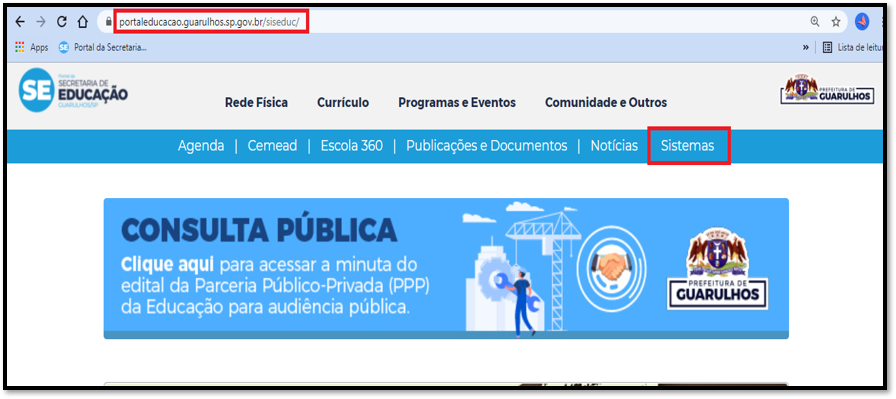 portaleducacao.guarulhos.sp.gov.br/siseduc/
Apps Portal da Secretaria... » Lista de leitur
SE
Portal da
SECRETARIA DE
EDUCAÇÃO
GUARULHOS/SP
Rede Física Currículo Programas e Eventos Comunidade e Outros
PREFEITURA DE
GUARULHOS
Agenda | Cemead | Escola 360 | Publicações e Documentos | Notícias Sistemas
CONSULTA PÚBLICA
Clique aqui para acessar a minuta do
edital da Parceria Público-Privada (PPP)
da Educação para audiência pública.
PREFEITURA DE
GUARULHOS